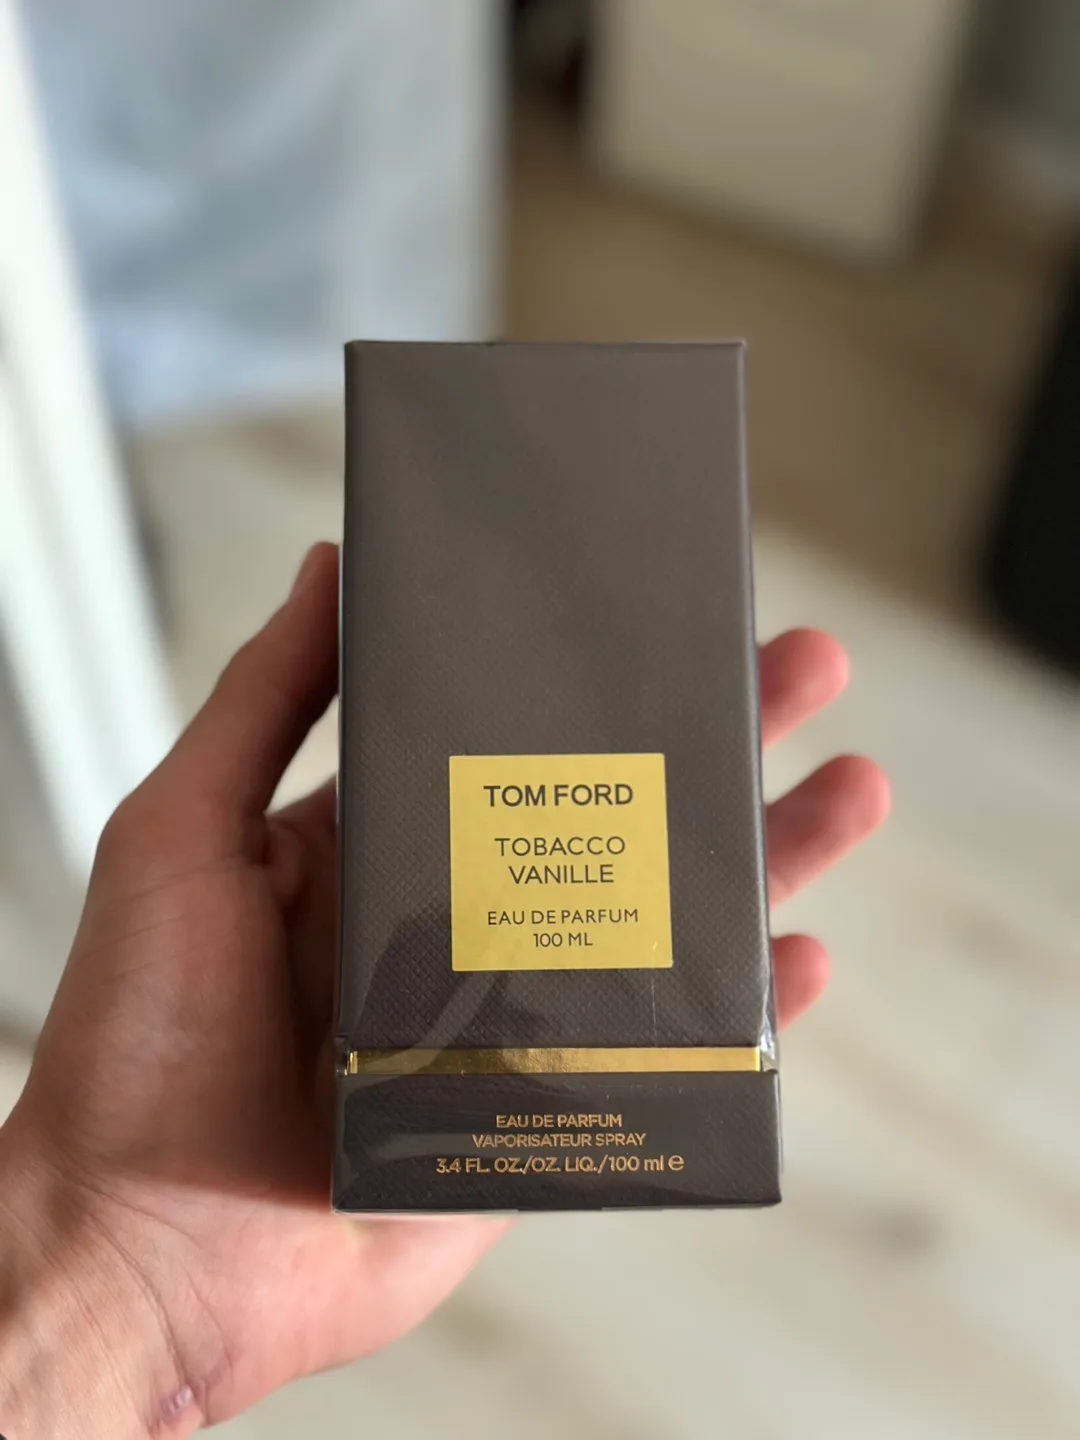 TOM FORD
TOBACCO
VANILLE
EAU DE PARFUM
100 ML
EAU DE PARFUM
VAPORISATEUR SPRAY
3.4 FL. OZ./OZ. LIQ./100 ml ℮